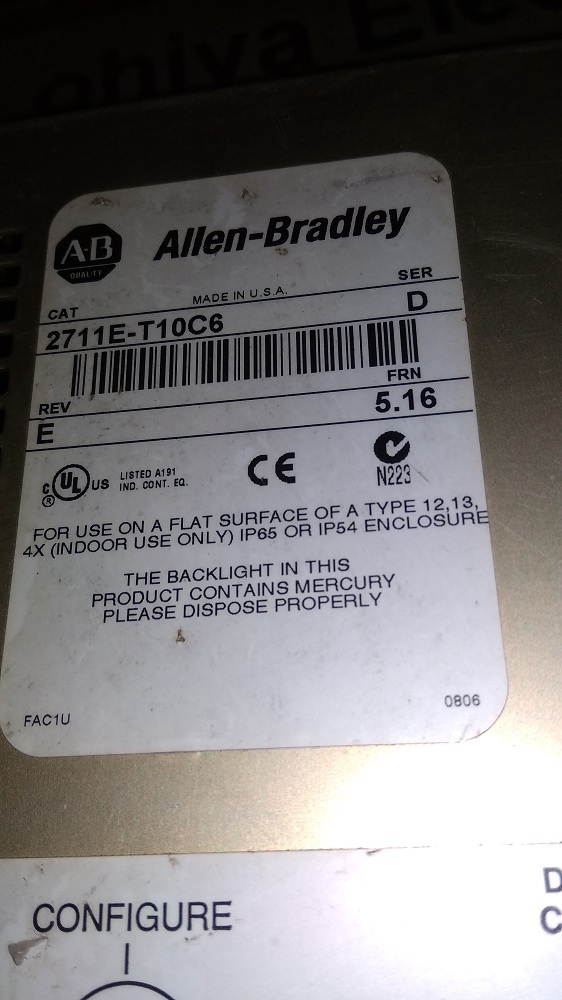 A-B
QUALITY
Allen-Bradley
MADE IN U.S.A.
CAT
SER
2711E-T10C6
D
REV
FRN
E
5.16
C UL US
LISTED A191
IND. CONT. EQ.
CE
N223
FOR USE ON A FLAT SURFACE OF A TYPE 12,13,
4X (INDOOR USE ONLY) IP65 OR IP54 ENCLOSURE
THE BACKLIGHT IN THIS
PRODUCT CONTAINS MERCURY
PLEASE DISPOSE PROPERLY
FAC1U
0806
CONFIGURE